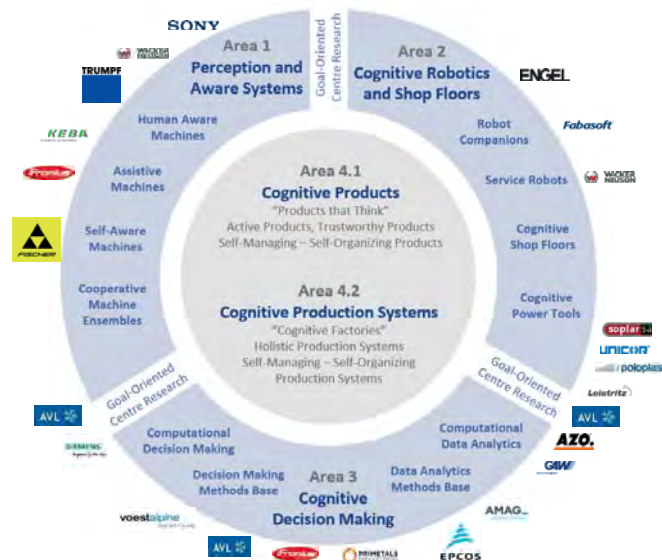 SONY
WACKER
NEUSON
TRUMPF
KEBA
Fronius
FISCHER
Area 1
Perception and
Aware Systems
Human Aware
Machines
Assistive
Machines
Self-Aware
Machines
Cooperative
Machine
Ensembles
Goal-Oriented
Centre Research
Area 2
Cognitive Robotics
and Shop Floors
Robot
Companions
Service Robots
Cognitive
Shop Floors
Cognitive
Power Tools
ENGEL
Fabasoft
WACKER
NEUSON
Area 4.1
Cognitive Products
"Products that Think"
Active Products, Trustworthy Products
Self-Managing – Self-Organizing Products
Area 4.2
Cognitive Production Systems
"Cognitive Factories"
Holistic Production Systems
Self-Managing – Self-Organizing
Production Systems
soplar sa
UNICOR
poloplast
Leistritz
Goal-Oriented
Centre Research
AVL
AZO.
Goal-Oriented
Centre Research
AVL
SIEMENS
Computational
Decision Making
Decision Making
Methods Base
Area 3
Cognitive
Decision Making
Computational
Data Analytics
Data Analytics
Methods Base
voestalpine
AVL
Fronius
PRIMETALS
EPCOS
AMAG